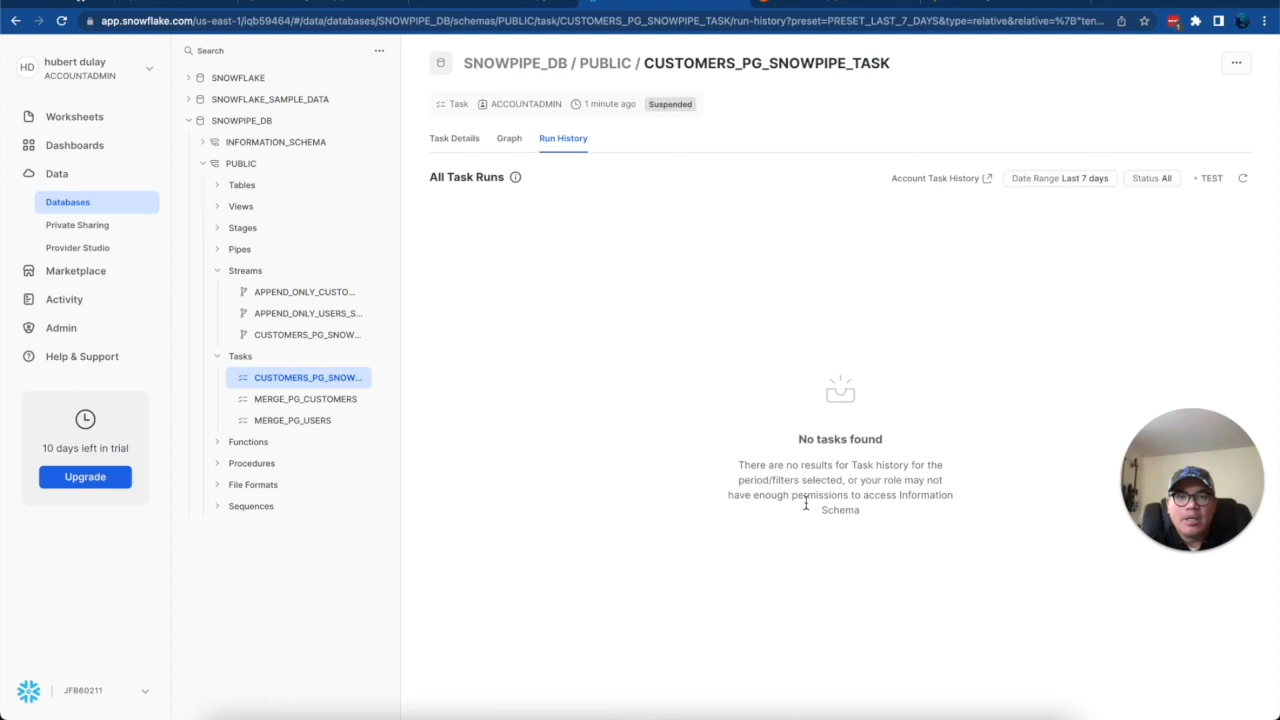 app.snowflake.com/us-east-1/iqb59464/#/data/databases/SNOWPIPE_DB/schemas/PUBLIC/task/CUSTOMERS_PG_SNOWPIPE_TASK/run-history?preset=PRESET_LAST_7_DAYS&type=relative&relative=%7B"ten...
HD
hubert dulay
ACCOUNTADMIN
Worksheets
Dashboards
Data
Databases
Private Sharing
Provider Studio
Marketplace
Activity
Admin
Help & Support
10 days left in trial
Upgrade
JFB60211
Search
SNOWFLAKE
SNOWFLAKE_SAMPLE_DATA
SNOWPIPE_DB
INFORMATION_SCHEMA
PUBLIC
Tables
Views
Stages
Pipes
Streams
APPEND_ONLY_CUSTO...
APPEND_ONLY_USERS_S...
CUSTOMERS_PG_SNOW...
Tasks
CUSTOMERS_PG_SNOW...
MERGE_PG_CUSTOMERS
MERGE_PG_USERS
Functions
Procedures
File Formats
Sequences
SNOWPIPE_DB / PUBLIC / CUSTOMERS_PG_SNOWPIPE_TASK
Task ACCOUNTADMIN 1 minute ago Suspended
Task Details Graph Run History
All Task Runs
Account Task History Date Range Last 7 days Status All • TEST
No tasks found
There are no results for Task history for the
period/filters selected, or your role may not
have enough permissions to access Information
Schema